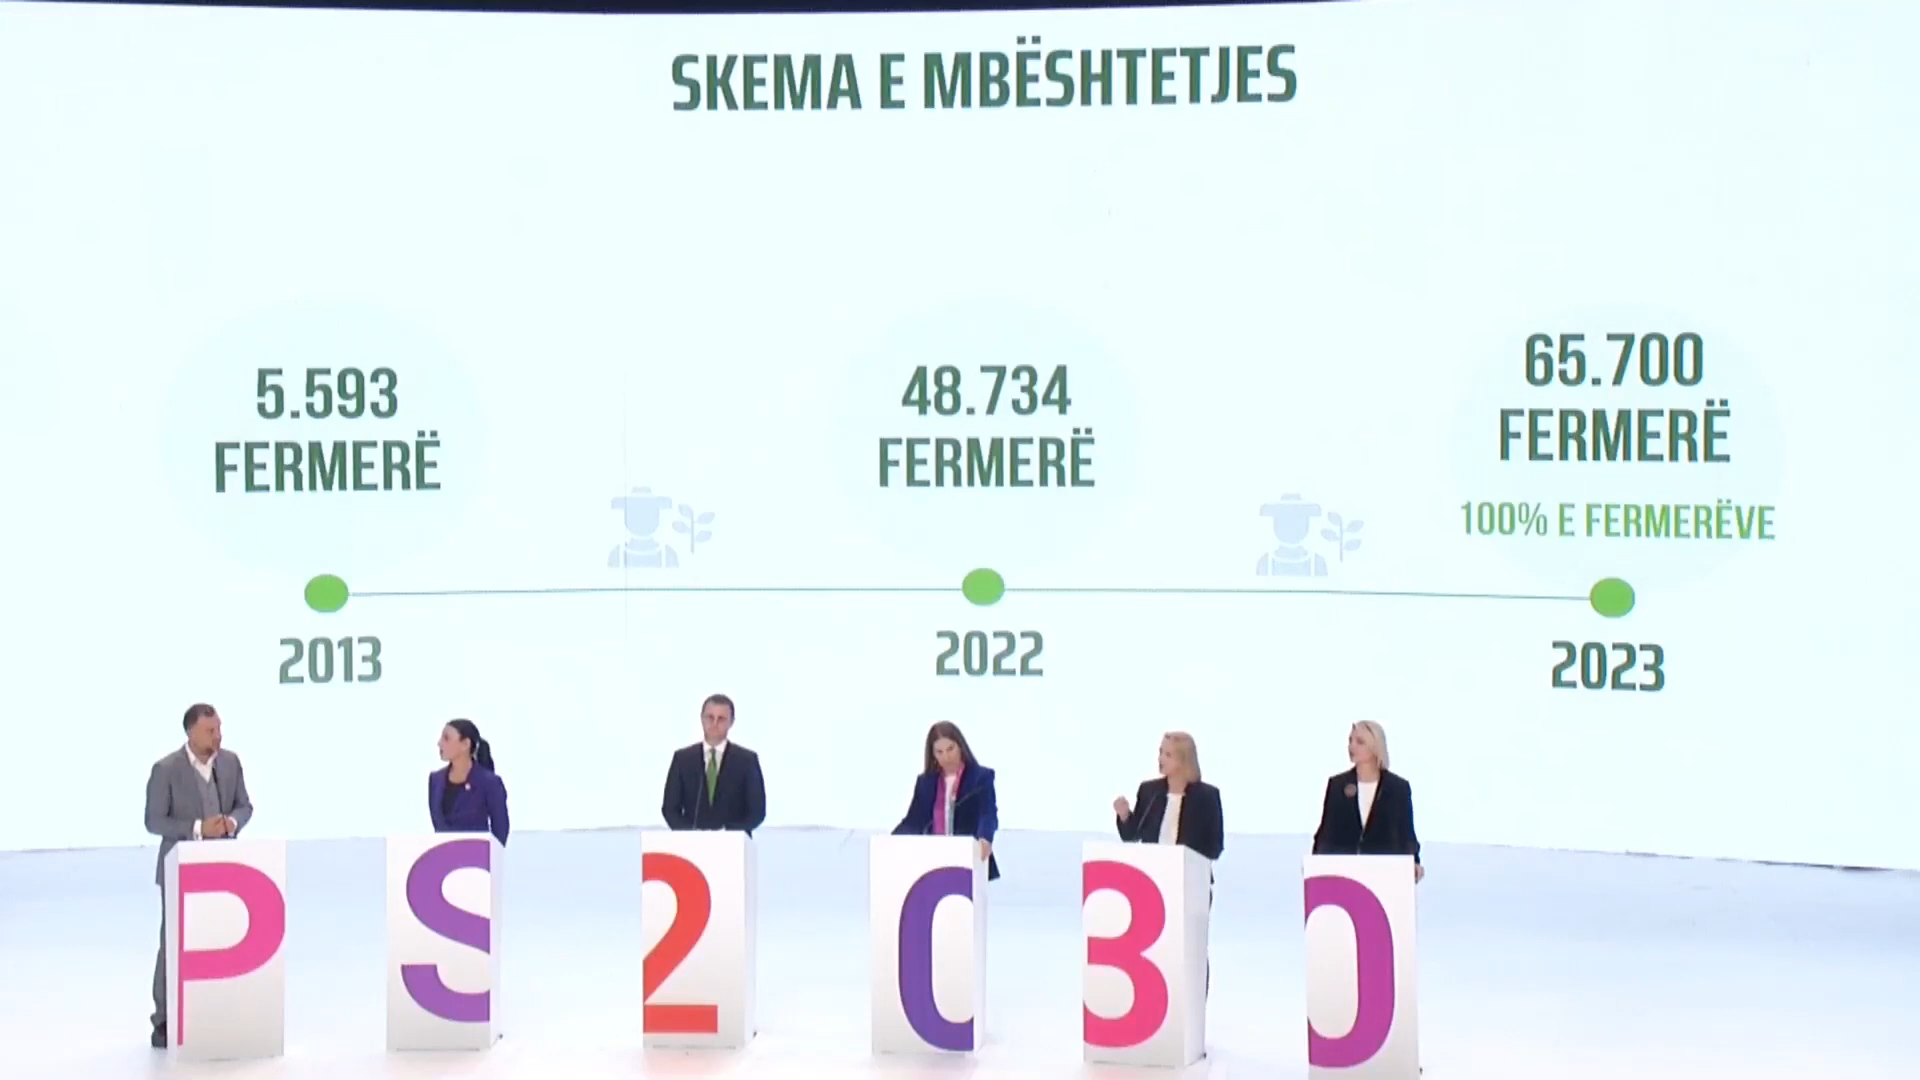 SKEMA E MBËSHTETJES
5.593
FERMERË
48.734
FERMERË
65.700
FERMERË
100% E FERMERËVE
2013
2022
2023
PS2030